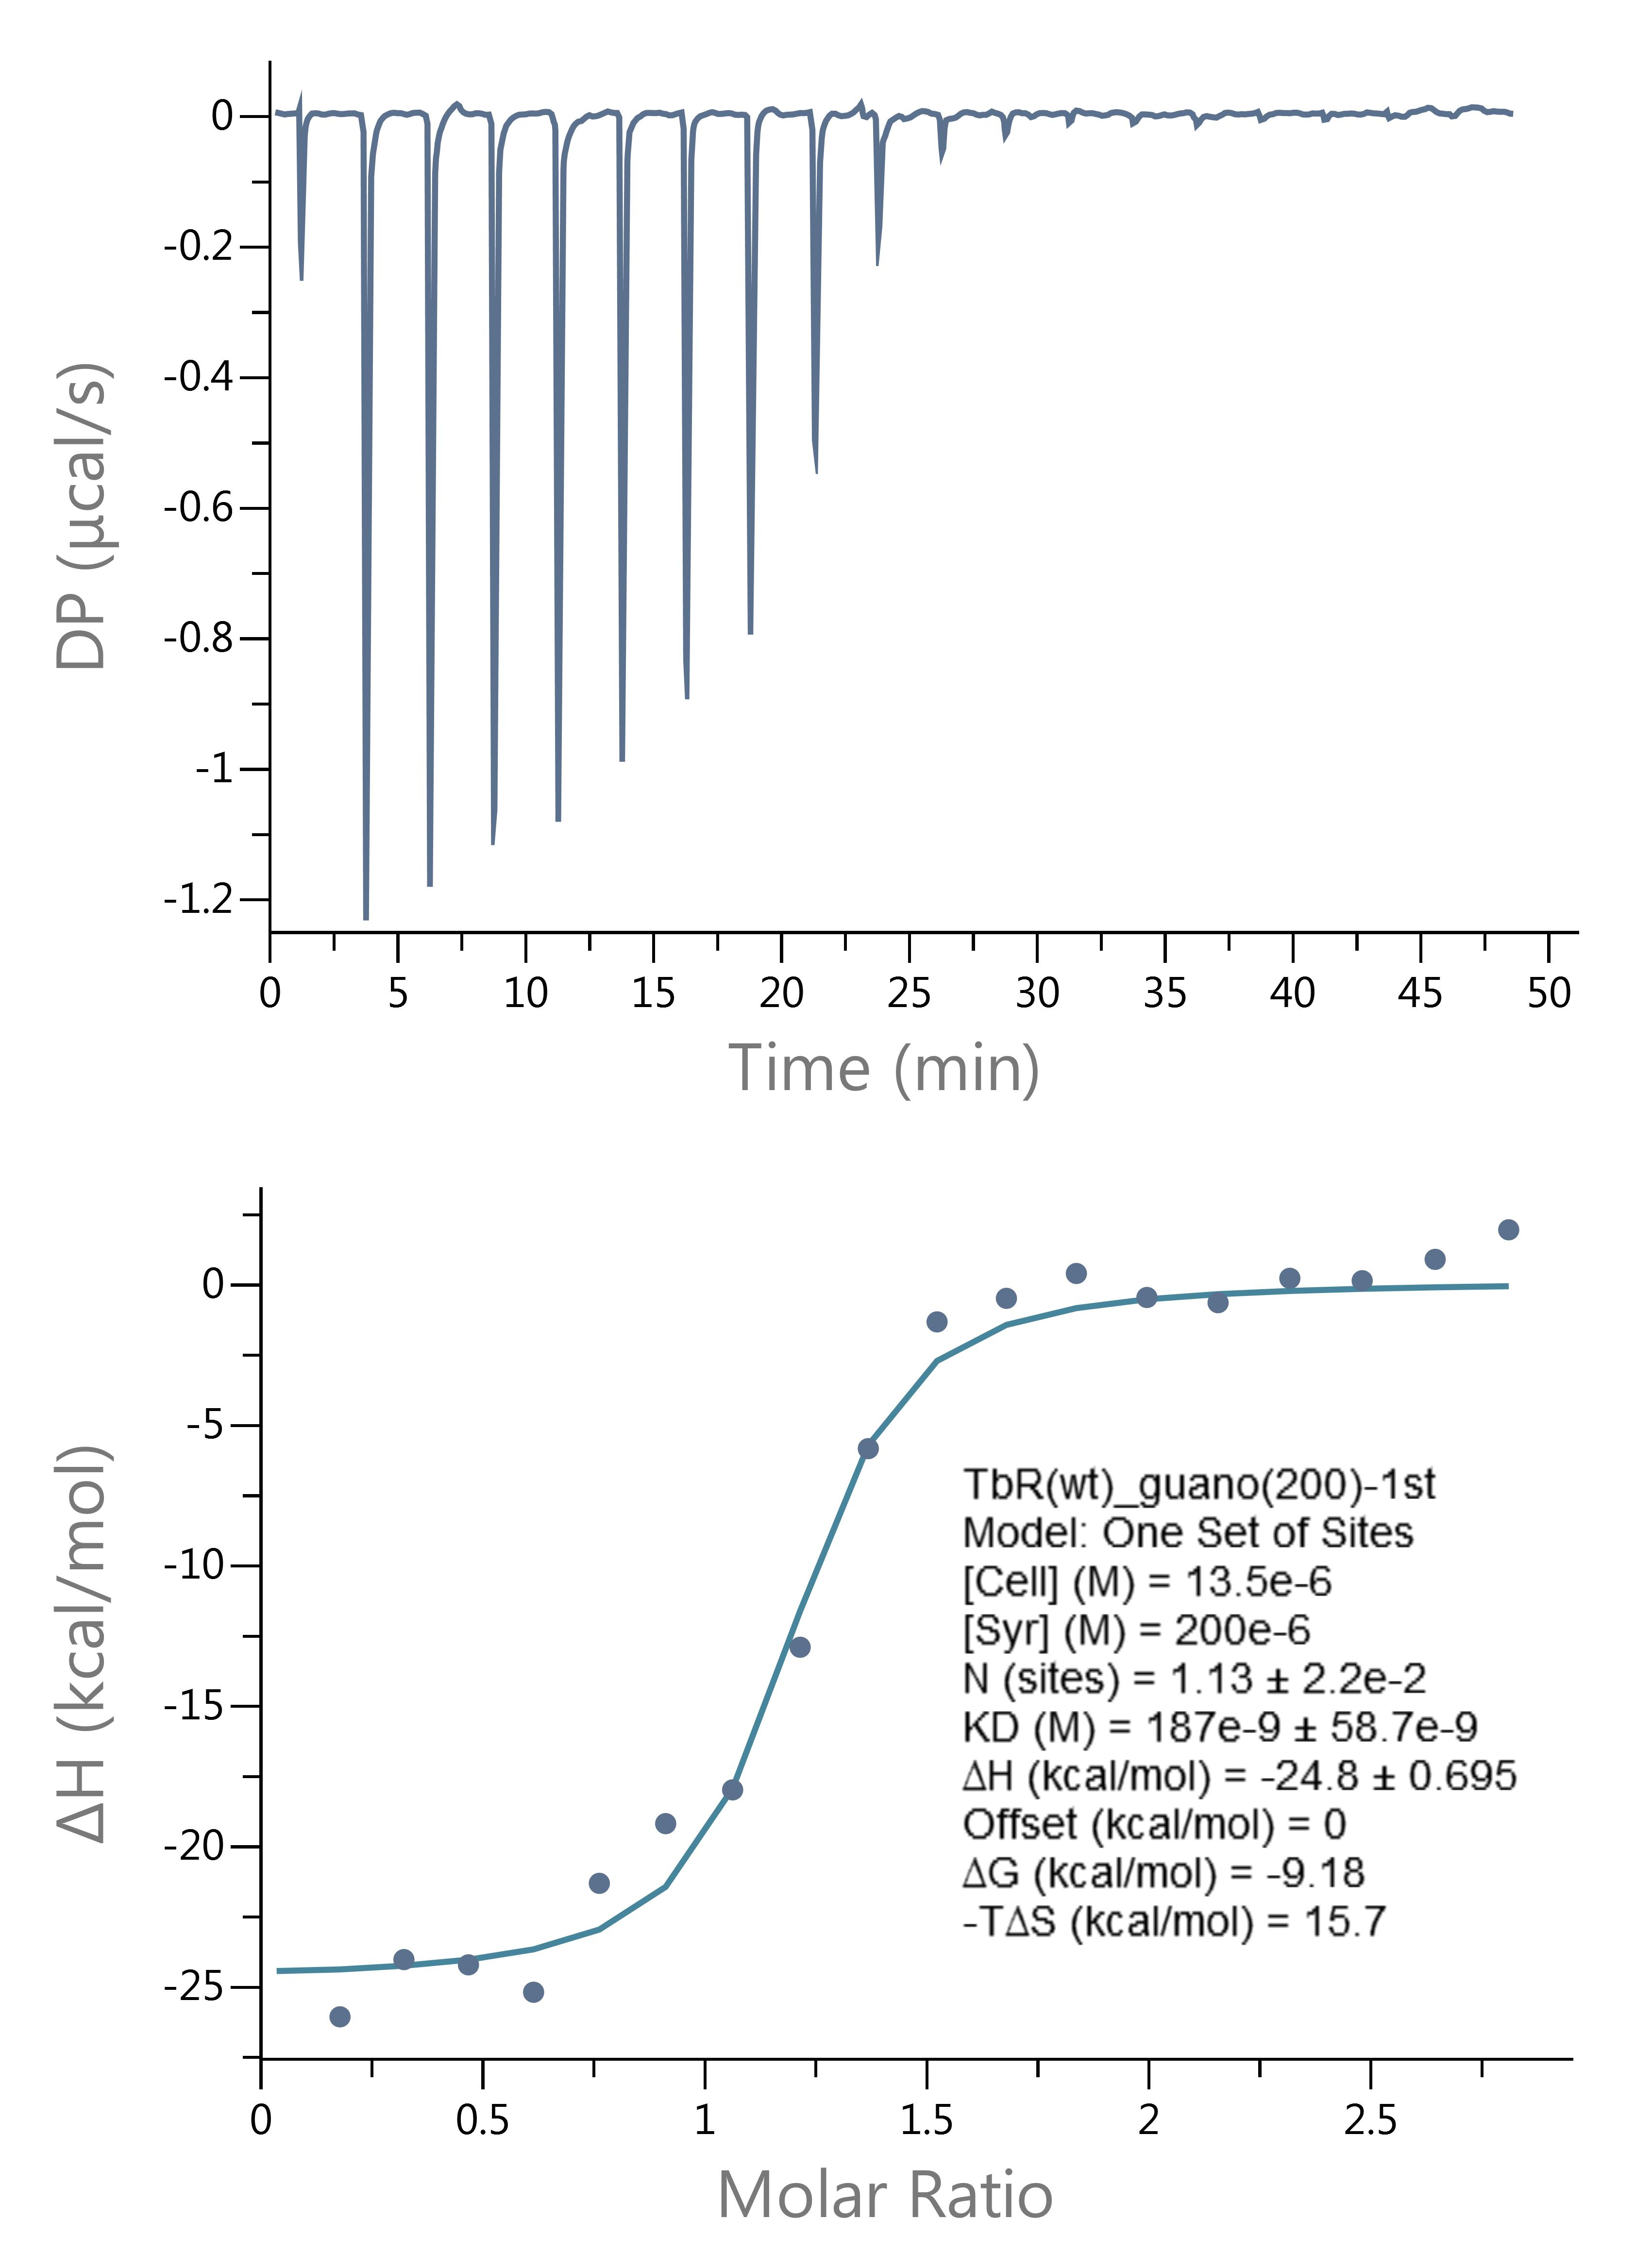 0
-0.2
-0.4
-0.6
-0.8
-1
-1.2
DP (μcal/s)
0 5 10 15 20 25 30 35 40 45 50
Time (min)
0
-5
-10
-15
-20
-25
ΔH (kcal/mol)
TbR(wt)_guano(200)-1st
Model: One Set of Sites
[Cell] (M) = 13.5e-6
[Syr] (M) = 200e-6
N (sites) = 1.13 ± 2.2e-2
KD (M) = 187e-9 ± 58.7e-9
ΔH (kcal/mol) = -24.8 ± 0.695
Offset (kcal/mol) = 0
ΔG (kcal/mol) = -9.18
-TΔS (kcal/mol) = 15.7
0 0.5 1 1.5 2 2.5
Molar Ratio